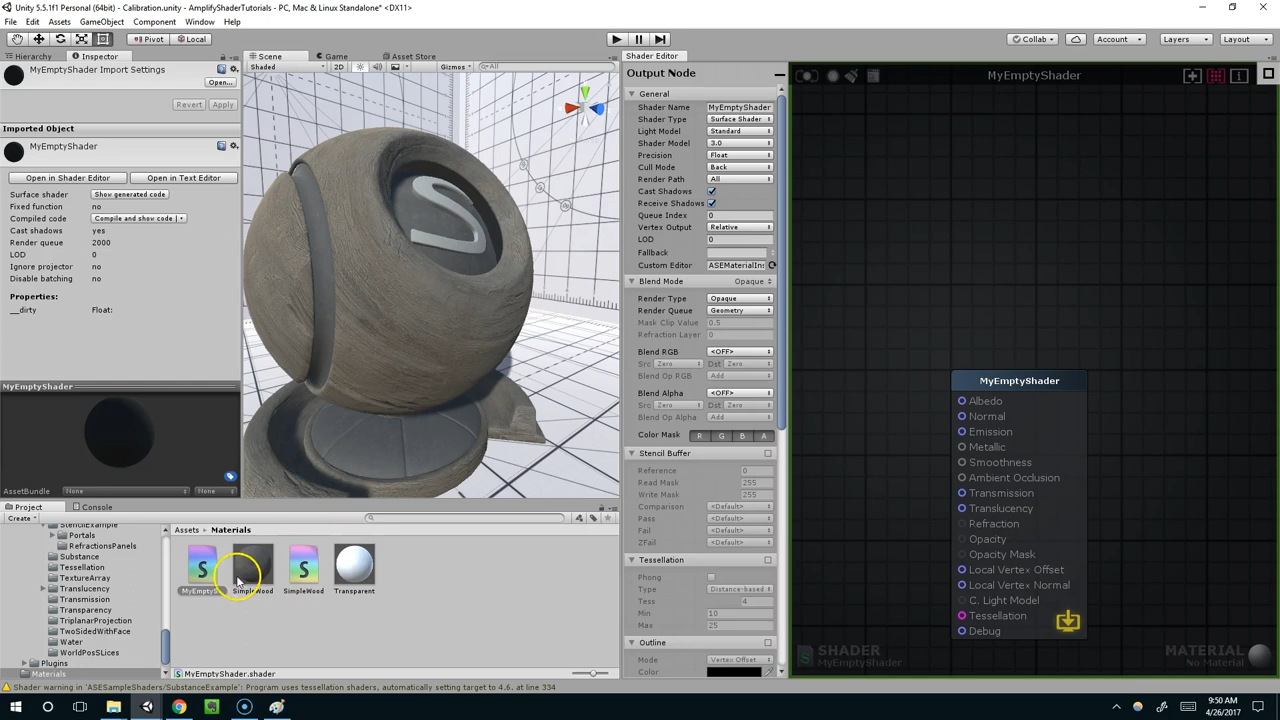 Unity 5.5.1f1 Personal (64bit) - Calibration.unity - AmplifyShaderTutorials - PC, Mac & Linux Standalone* <DX11>
File Edit Assets GameObject Component Window Help
Pivot Local Collab Account Layers Layout
Hierarchy Inspector Scene Game Asset Store Shader Editor
MyEmptyShader Import Settings
Open...
Revert Apply
Imported Object
MyEmptyShader
Open in Shader Editor Open in Text Editor
Surface shader Show generated code
Fixed function no
Compiled code Compile and show code
Cast shadows yes
Render queue 2000
LOD 0
Ignore projector no
Disable batching no
Properties:
__dirty Float:
MyEmptyShader
AssetBundle None None
Shaded 2D Gizmos All
Output Node
General
Shader Name MyEmptyShader
Shader Type Surface Shader
Light Model Standard
Shader Model 3.0
Precision Float
Cull Mode Back
Render Path All
Cast Shadows
Receive Shadows
Queue Index 0
Vertex Output Relative
LOD 0
Fallback
Custom Editor ASEMaterialIns
Blend Mode Opaque
Render Type Opaque
Render Queue Geometry
Mask Clip Value 0.5
Refraction Layer 0
Blend RGB <OFF>
Src Zero Dst Zero
Blend Op RGB Add
Blend Alpha <OFF>
Src Zero Dst Zero
Blend Op Alpha Add
Color Mask R G B A
Stencil Buffer
Reference 0
Read Mask 255
Write Mask 255
Comparison <Default>
Pass <Default>
Fail <Default>
ZFail <Default>
Tessellation
Phong
Type Distance-based
Tess 4
Min 10
Max 25
Outline
Mode Vertex Offset
Color
MyEmptyShader
MyEmptyShader
Albedo
Normal
Emission
Metallic
Smoothness
Ambient Occlusion
Transmission
Translucency
Refraction
Opacity
Opacity Mask
Local Vertex Offset
Local Vertex Normal
C. Light Model
Tessellation
Debug
SHADER
MyEmptyShader
MATERIAL
No Material
Project Console
Create
StencilExample
Portals
RefractionsPanels
Substance
Tessellation
TextureArray
Translucency
Transmission
Transparency
TriplanarProjection
TwoSidedWithFace
Water
WorldPosSLices
Plugins
Materials
Assets Materials
MyEmptyS... SimpleWood SimpleWood Transparent
MyEmptyShader.shader
Shader warning in 'ASESampleShaders/SubstanceExample': Program uses tessellation shaders, automatically setting target to 4.6. at line 334
9:50 AM
4/26/2017